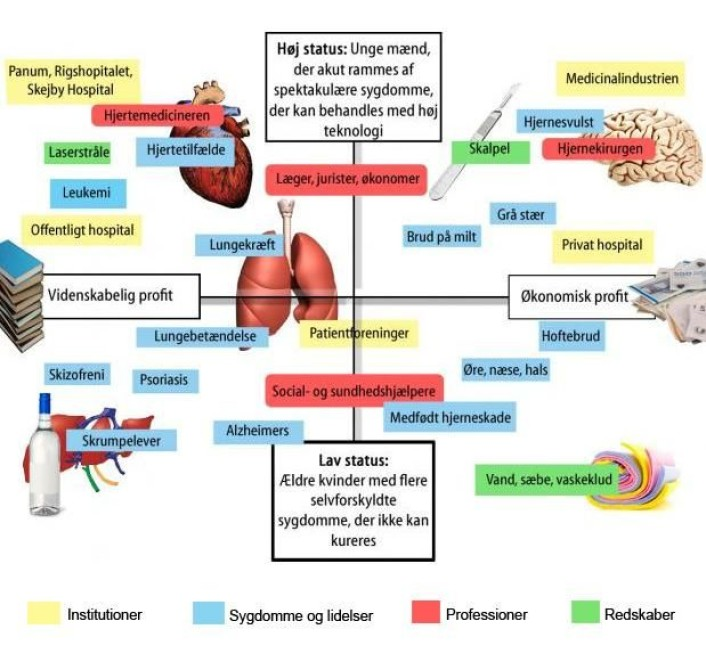 Høj status: Unge mænd,
der akut rammes af
spektakulære sygdomme,
der kan behandles med høj
teknologi
Panum, Rigshopitalet,
Skejby Hospital
Medicinalindustrien
Hjertemedicineren
Hjernesvulst
Laserstråle
Hjertetilfælde
Skalpel
Hjernekirurgen
Læger, jurister, økonomer
Leukemi
Grå stær
Offentligt hospital
Lungekræft
Brud på milt
Privat hospital
Videnskabelig profit
Økonomisk profit
Lungebetændelse
Patientforeninger
Hoftebrud
Skizofreni
Psoriasis
Øre, næse, hals
Social- og sundhedshjælpere
Medfødt hjerneskade
Skrumpelever
Alzheimers
Lav status:
Ældre kvinder med flere
selvforskyldte
sygdomme, der ikke kan
kureres
Vand, sæbe, vaskeklud
Institutioner
Sygdomme og lidelser
Professioner
Redskaber